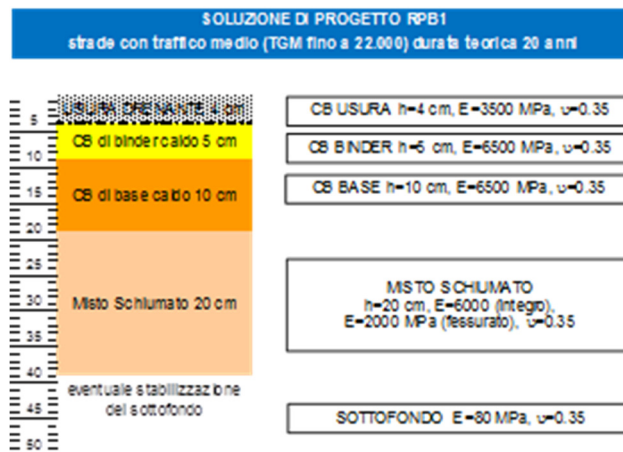 SOLUZIONE DI PROGETTO RPB1
strade con traffico medio (TGM fino a 22.000) durata teorica 20 anni
USURA DRENANTE 4 cm
CB USURA h=4 cm, E=3500 MPa, υ=0.35
5
CB di binder caldo 5 cm
CB BINDER h=5 cm, E=6500 MPa, υ=0.35
10
CB di base caldo 10 cm
CB BASE h=10 cm, E=6500 MPa, υ=0.35
15
20
25
Misto Schiumato 20 cm
MISTO SCHIUMATO
h=20 cm, E=6000 (integro),
E=2000 MPa (fessurato), υ=0.35
30
35
40
eventuale stabilizzazione
del sottofondo
45
SOTTOFONDO E=80 MPa, υ=0.35
50